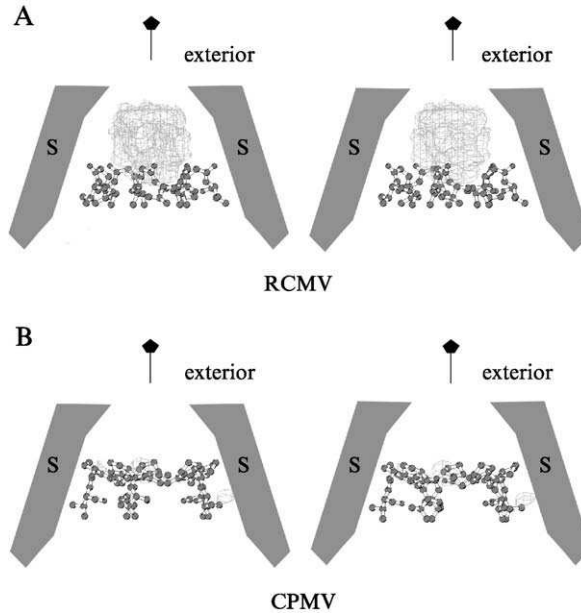 A
exterior exterior
S S S S
RCMV
B
exterior exterior
S S S S
CPMV